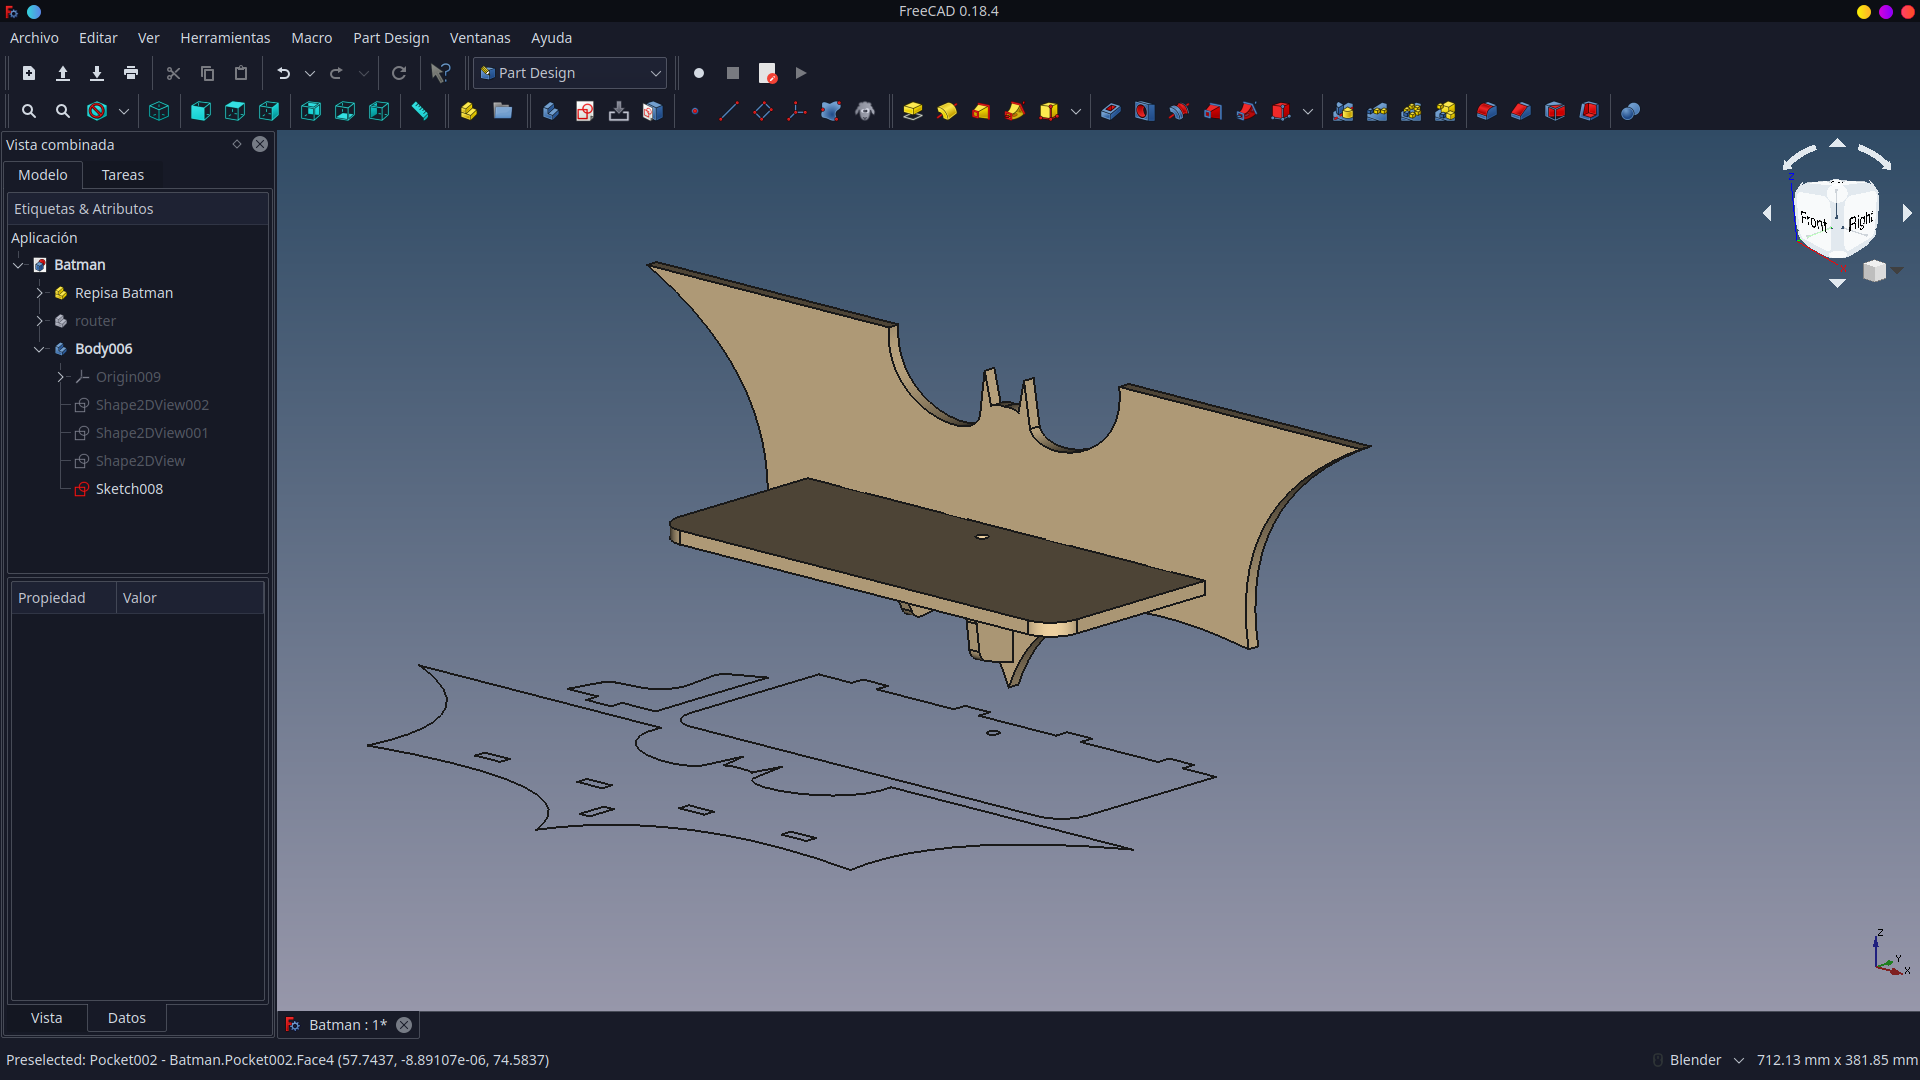 FreeCAD 0.18.4
Archivo Editar Ver Herramientas Macro Part Design Ventanas Ayuda
Part Design
Vista combinada
Modelo Tareas
Etiquetas & Atributos
Aplicación
Batman
Repisa Batman
router
Body006
Origin009
Shape2DView002
Shape2DView001
Shape2DView
Sketch008
Propiedad Valor
Vista Datos
Front Right
Z
Z
Y
X
Batman : 1*
Preselected: Pocket002 - Batman.Pocket002.Face4 (57.7437, -8.89107e-06, 74.5837)
Blender 712.13 mm x 381.85 mm